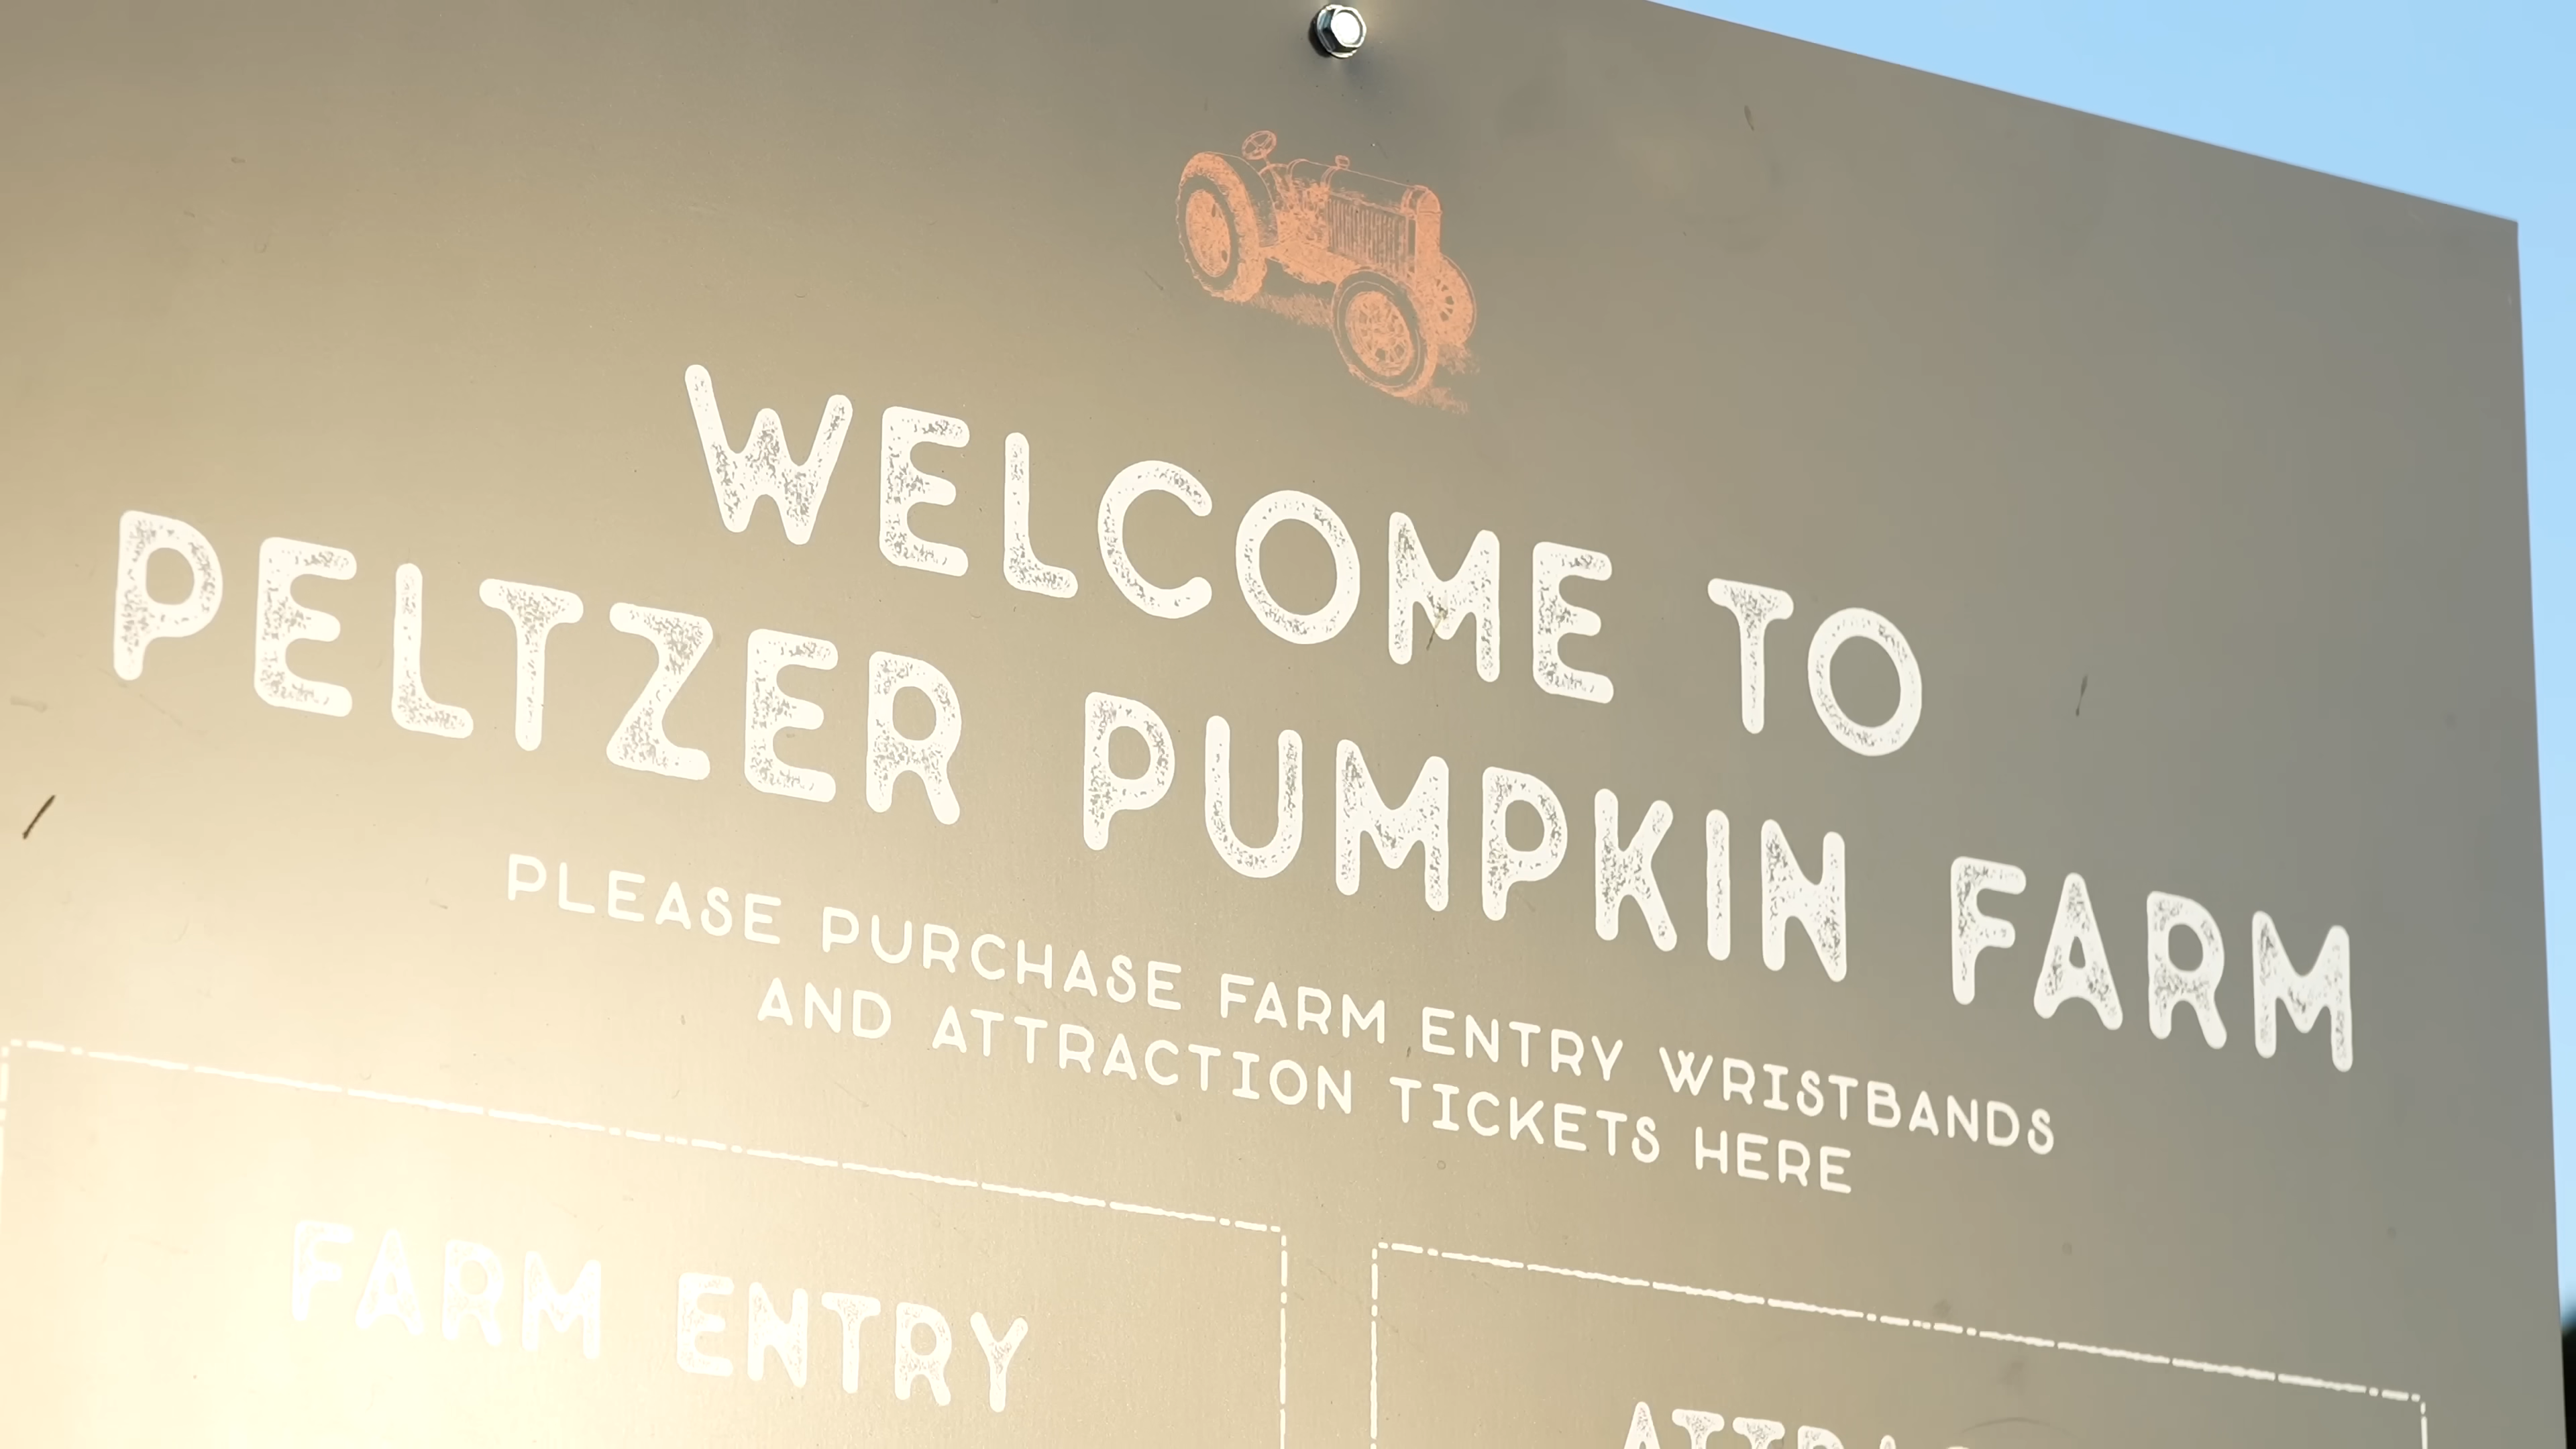 WELCOME TO
PELTZER PUMPKIN FARM
PLEASE PURCHASE FARM ENTRY WRISTBANDS
AND ATTRACTION TICKETS HERE
FARM ENTRY